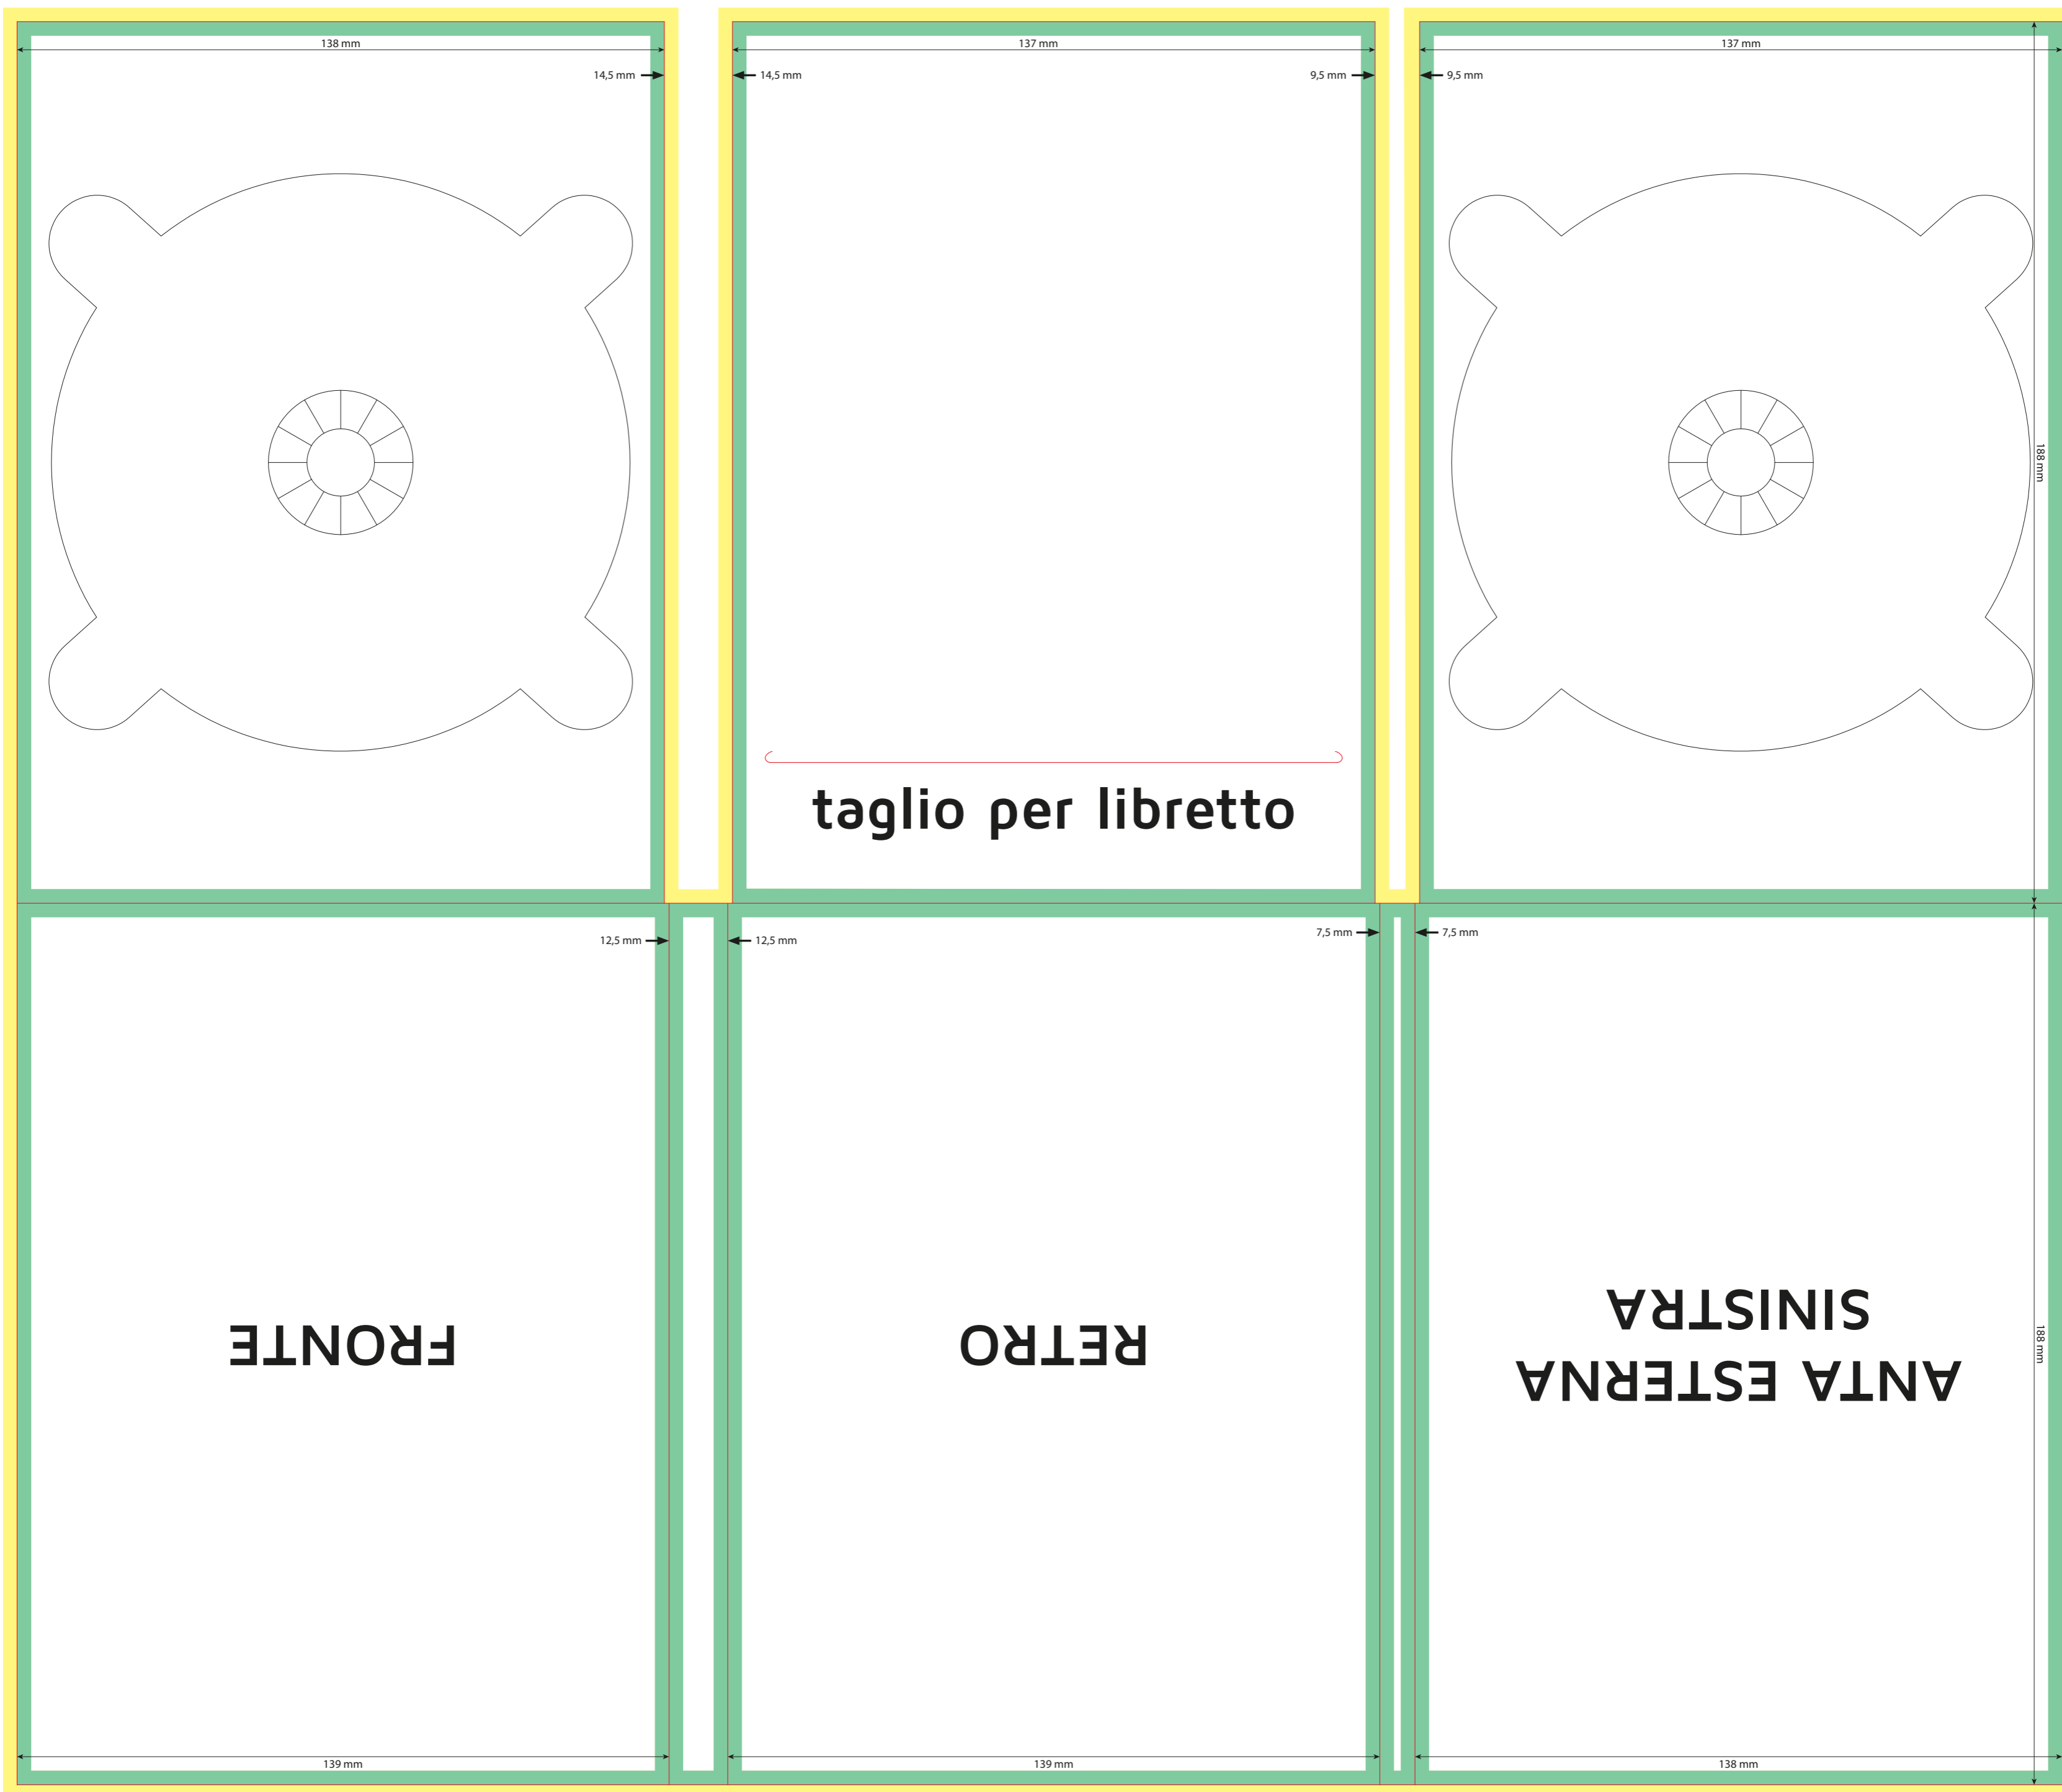 138 mm
137 mm
137 mm
14,5 mm
14,5 mm
9,5 mm
9,5 mm
188 mm
taglio per libretto
12,5 mm
12,5 mm
7,5 mm
7,5 mm
FRONTE
RETRO
ANTA ESTERNA
SINISTRA
188 mm
139 mm
139 mm
138 mm